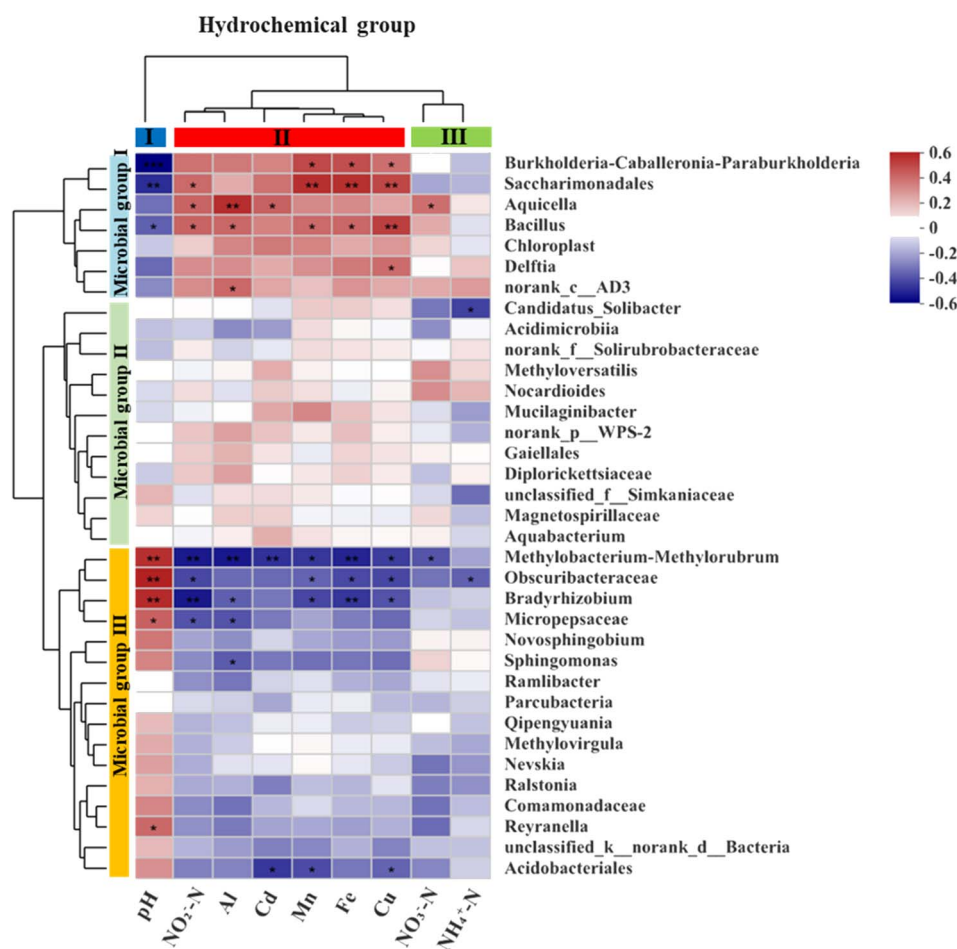 Hydrochemical group
I
II
III
Microbial group I
Microbial group II
Microbial group III
*** * * * Burkholderia-Caballeronia-Paraburkholderia
** * ** ** ** Saccharimonadales
* ** * * Aquicella
* * * * * ** Bacillus
Chloroplast
* Delftia
* norank_c__AD3
* Candidatus_Solibacter
Acidimicrobiia
norank_f__Solirubrobacteraceae
Methyloversatilis
Nocardioides
Mucilaginibacter
norank_p__WPS-2
Gaiellales
Diplorickettsiaceae
unclassified_f__Simkaniaceae
Magnetospirillaceae
Aquabacterium
** ** ** ** * ** * * Methylobacterium-Methylorubrum
** * * * * * Obscuribacteraceae
** ** * * ** * Bradyrhizobium
* * * Micropepsaceae
Novosphingobium
* Sphingomonas
Ramlibacter
Parcubacteria
Qipengyuania
Methylovirgula
Nevskia
Ralstonia
Comamonadaceae
* Reyranella
unclassified_k__norank_d__Bacteria
* * * Acidobacteriales
pH
NO₂⁻-N
Al
Cd
Mn
Fe
Cu
NO₃⁻-N
NH₄⁺-N
0.6
0.4
0.2
0
-0.2
-0.4
-0.6